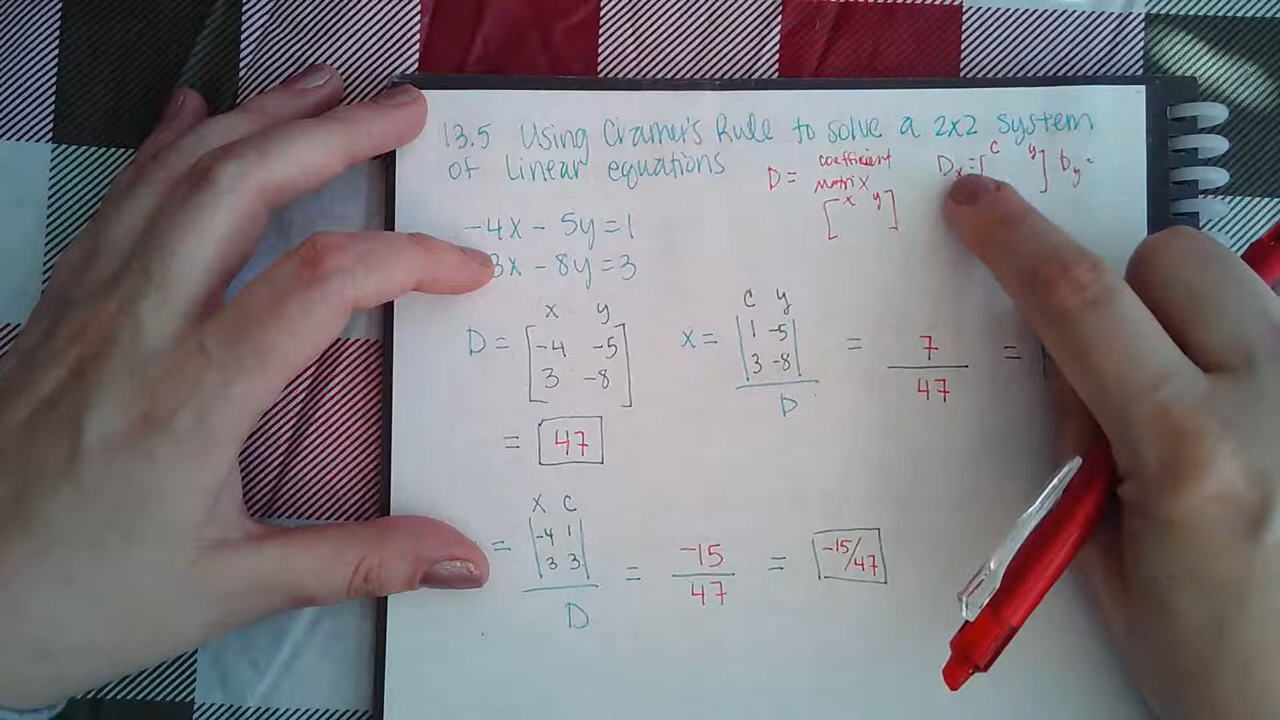 13.5 Using Cramer's Rule to solve a 2x2 system
of linear equations
D = coefficient matrix
[x y]
Dx = [c y] by =
-4x - 5y = 1
3x - 8y = 3
x y
D = [-4 -5
3 -8]
= 47
c y
x = |1 -5|
|3 -8|
D
= 7/47 =
x c
= |-4 1|
|3 3|
D
= -15/47 = -15/47